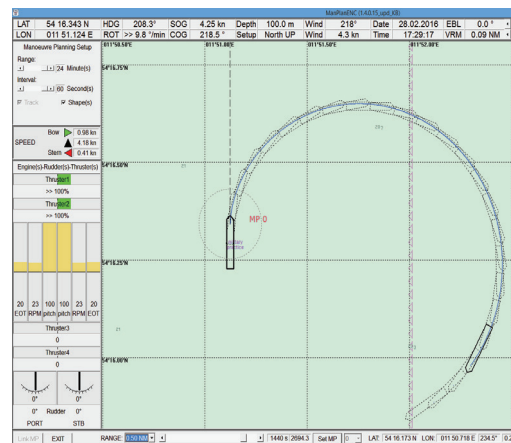 ManPlanENC (1.4.0.15_upd_KB)
LAT 54 16.343 N HDG 208.3° SOG 4.25 kn Depth 100.0 m Wind 218° Date 28.02.2016 EBL 0.0 °
LON 011 51.124 E ROT >> 9.8 °/min COG 218.5 ° Setup North UP Wind 4.3 kn Time 17:29:17 VRM 0.09 NM
Manoeuvre Planning Setup
Range:
24 Minute(s)
Interval:
60 Second(s)
Track Shape(s)
Bow 0.98 kn
SPEED 4.18 kn
Stern 0.41 kn
Engine(s)-Rudder(s)-Thruster(s)
Thruster1
>> 100%
Thruster2
>> 100%
20 23 100 100 23 20
EOT RPM pitch pitch RPM EOT
Thruster3
0
Thruster4
0
0° 0°
0° Rudder 0°
PORT STB
011°50.50'E 011°51.00'E 011°51.50'E 011°52.00'E
54°16.75'N
54°16.50'N
MP 0
54°16.25'N
54°16.00'N
Link MP EXIT RANGE: 0.50 NM 1440 s 2694.3 Set MP 0 LAT: 54 16.173 N LON: 011 50.718 E 234.5°